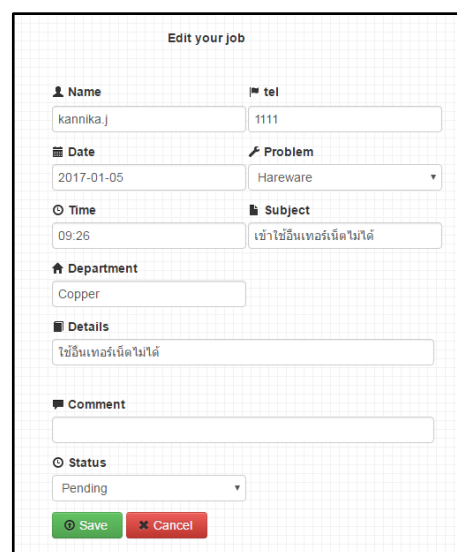 Edit your job
Name tel
kannika.j 1111
Date Problem
2017-01-05 Hareware
Time Subject
09:26 เข้าใช้อินเทอร์เน็ตไม่ได้
Department
Copper
Details
ใช้อินเทอร์เน็ตไม่ได้
Comment
Status
Pending
Save Cancel